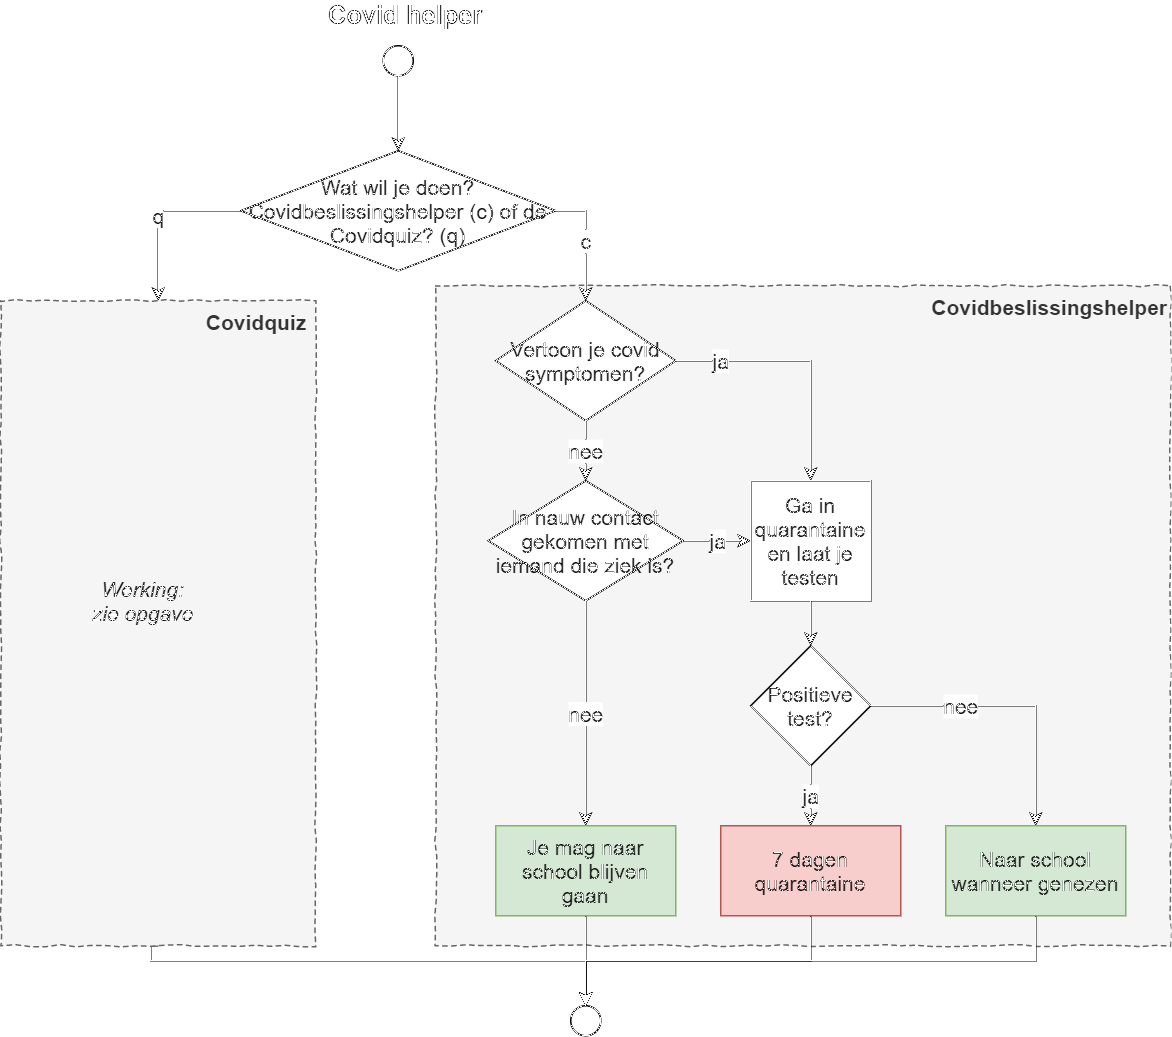 Covid helper
Wat wil je doen?
Covidbeslissingshelper (c) of de
Covidquiz? (q)
q
c
Covidquiz
Working:
zie opgave
Covidbeslissingshelper
Vertoon je covid
symptomen?
ja
nee
In nauw contact
gekomen met
iemand die ziek is?
ja
Ga in
quarantaine
en laat je
testen
nee
Positieve
test?
nee
ja
Je mag naar
school blijven
gaan
7 dagen
quarantaine
Naar school
wanneer genezen